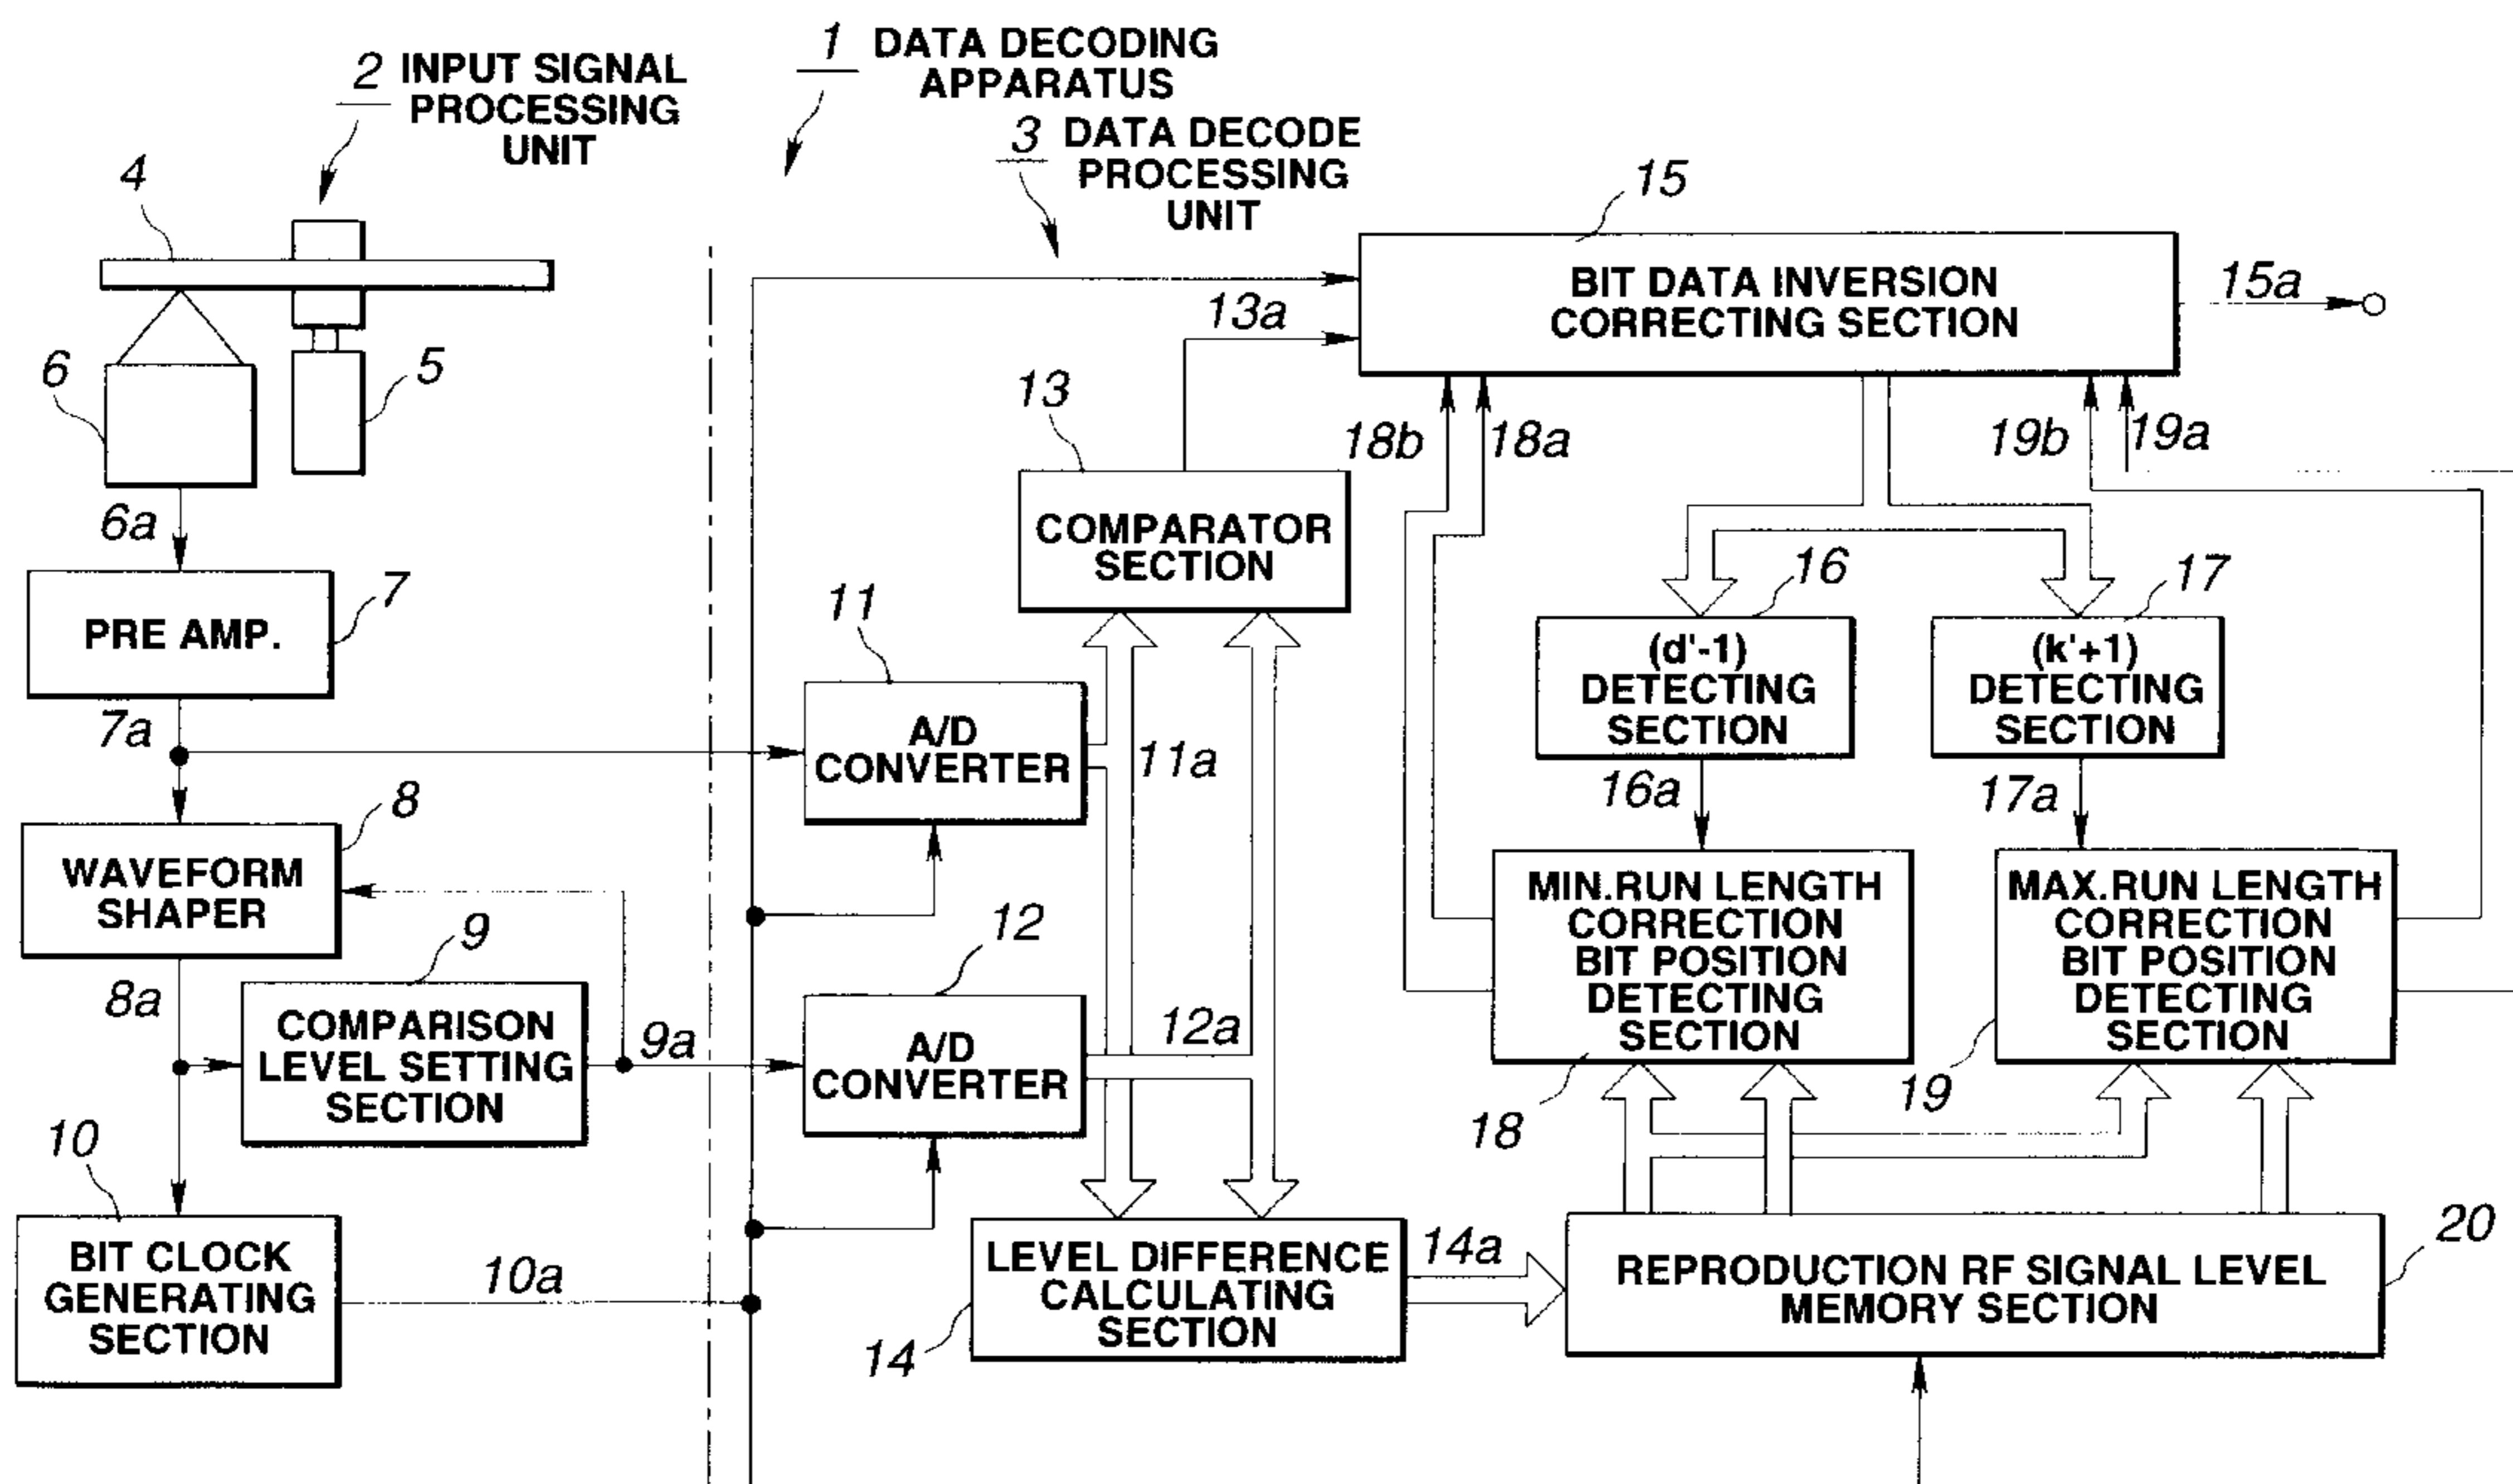 1 DATA DECODING
APPARATUS
2 INPUT SIGNAL
PROCESSING
UNIT
3 DATA DECODE
PROCESSING
UNIT
4
5
6
6a
PRE AMP.
7
7a
WAVEFORM
SHAPER
8
8a
COMPARISON
LEVEL SETTING
SECTION
9
9a
BIT CLOCK
GENERATING
SECTION
10
10a
A/D
CONVERTER
11
11a
A/D
CONVERTER
12
12a
COMPARATOR
SECTION
13
13a
LEVEL DIFFERENCE
CALCULATING
SECTION
14
14a
BIT DATA INVERSION
CORRECTING SECTION
15
15a
18b
18a
19b
19a
(d'-1)
DETECTING
SECTION
16
16a
(k'+1)
DETECTING
SECTION
17
17a
MIN.RUN LENGTH
CORRECTION
BIT POSITION
DETECTING
SECTION
18
MAX.RUN LENGTH
CORRECTION
BIT POSITION
DETECTING
SECTION
19
REPRODUCTION RF SIGNAL LEVEL
MEMORY SECTION
20